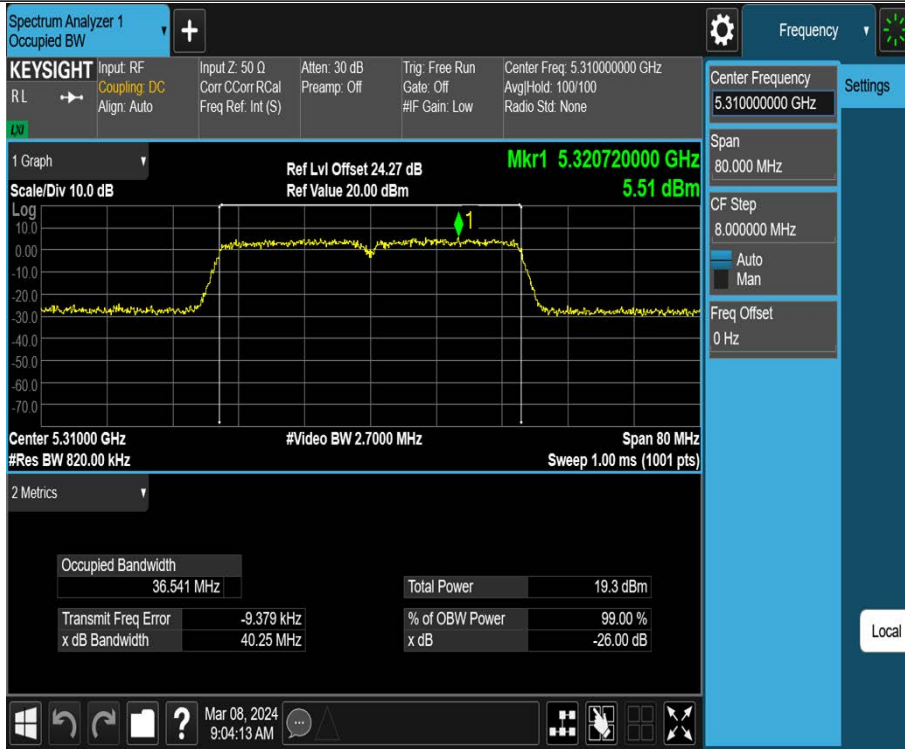 Spectrum Analyzer 1
Occupied BW
+
Frequency
KEYSIGHT
R L
LXI
Input: RF
Coupling: DC
Align: Auto
Input Z: 50 Ω
Corr CCorr RCal
Freq Ref: Int (S)
Atten: 30 dB
Preamp: Off
Trig: Free Run
Gate: Off
#IF Gain: Low
Center Freq: 5.310000000 GHz
Avg|Hold: 100/100
Radio Std: None
Center Frequency
5.310000000 GHz
Settings
Span
80.000 MHz
CF Step
8.000000 MHz
Auto
Man
Freq Offset
0 Hz
1 Graph
Scale/Div 10.0 dB
Ref Lvl Offset 24.27 dB
Ref Value 20.00 dBm
Mkr1 5.320720000 GHz
5.51 dBm
Log
10.0
0.00
-10.0
-20.0
-30.0
-40.0
-50.0
-60.0
-70.0
1
Center 5.31000 GHz
#Res BW 820.00 kHz
#Video BW 2.7000 MHz
Span 80 MHz
Sweep 1.00 ms (1001 pts)
2 Metrics
Occupied Bandwidth
36.541 MHz
Total Power 19.3 dBm
Transmit Freq Error -9.379 kHz
% of OBW Power 99.00 %
x dB Bandwidth 40.25 MHz
x dB -26.00 dB
Local
?
Mar 08, 2024
9:04:13 AM